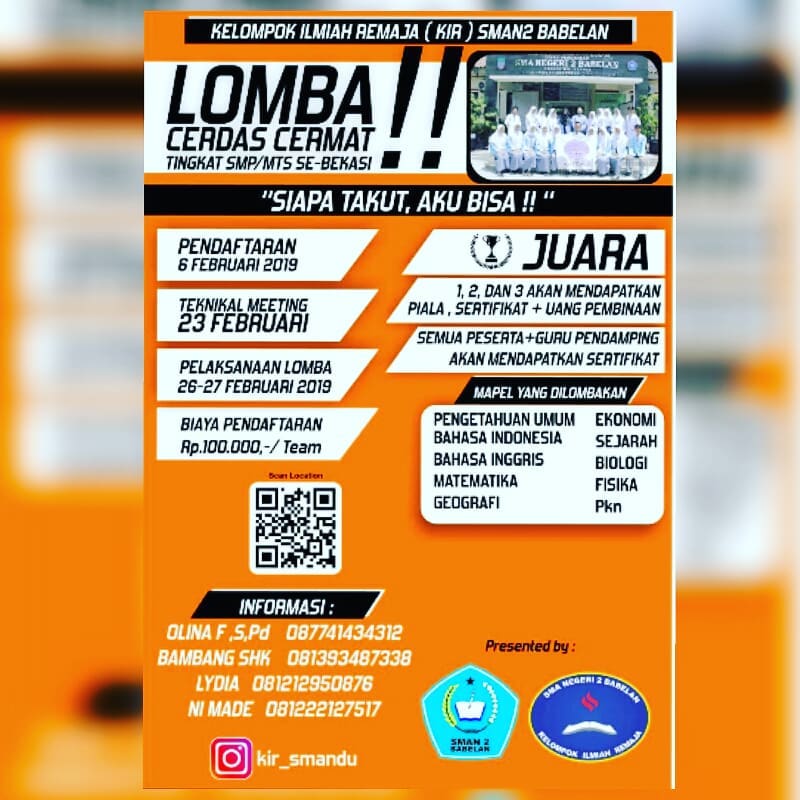 KELOMPOK ILMIAH REMAJA ( KIR ) SMAN2 BABELAN
LOMBA !!
CERDAS CERMAT
TINGKAT SMP/MTS SE-BEKASI
SMA NEGERI 2 BABELAN
"SIAPA TAKUT, AKU BISA !! "
PENDAFTARAN
6 FEBRUARI 2019
TEKNIKAL MEETING
23 FEBRUARI
PELAKSANAAN LOMBA
26-27 FEBRUARI 2019
BIAYA PENDAFTARAN
Rp.100.000,-/ Team
JUARA
1, 2, DAN 3 AKAN MENDAPATKAN
PIALA , SERTIFIKAT + UANG PEMBINAAN
SEMUA PESERTA+GURU PENDAMPING
AKAN MENDAPATKAN SERTIFIKAT
MAPEL YANG DILOMBAKAN
PENGETAHUAN UMUM
BAHASA INDONESIA
BAHASA INGGRIS
MATEMATIKA
GEOGRAFI
EKONOMI
SEJARAH
BIOLOGI
FISIKA
Pkn
Scan Location
INFORMASI :
OLINA F ,S,Pd 087741434312
BAMBANG SHK 081393487338
LYDIA 081212950876
NI MADE 081222127517
kir_smandu
Presented by :
SMAN 2
BABELAN
SMA NEGERI 2 BABELAN
KELOMPOK ILMIAH REMAJA